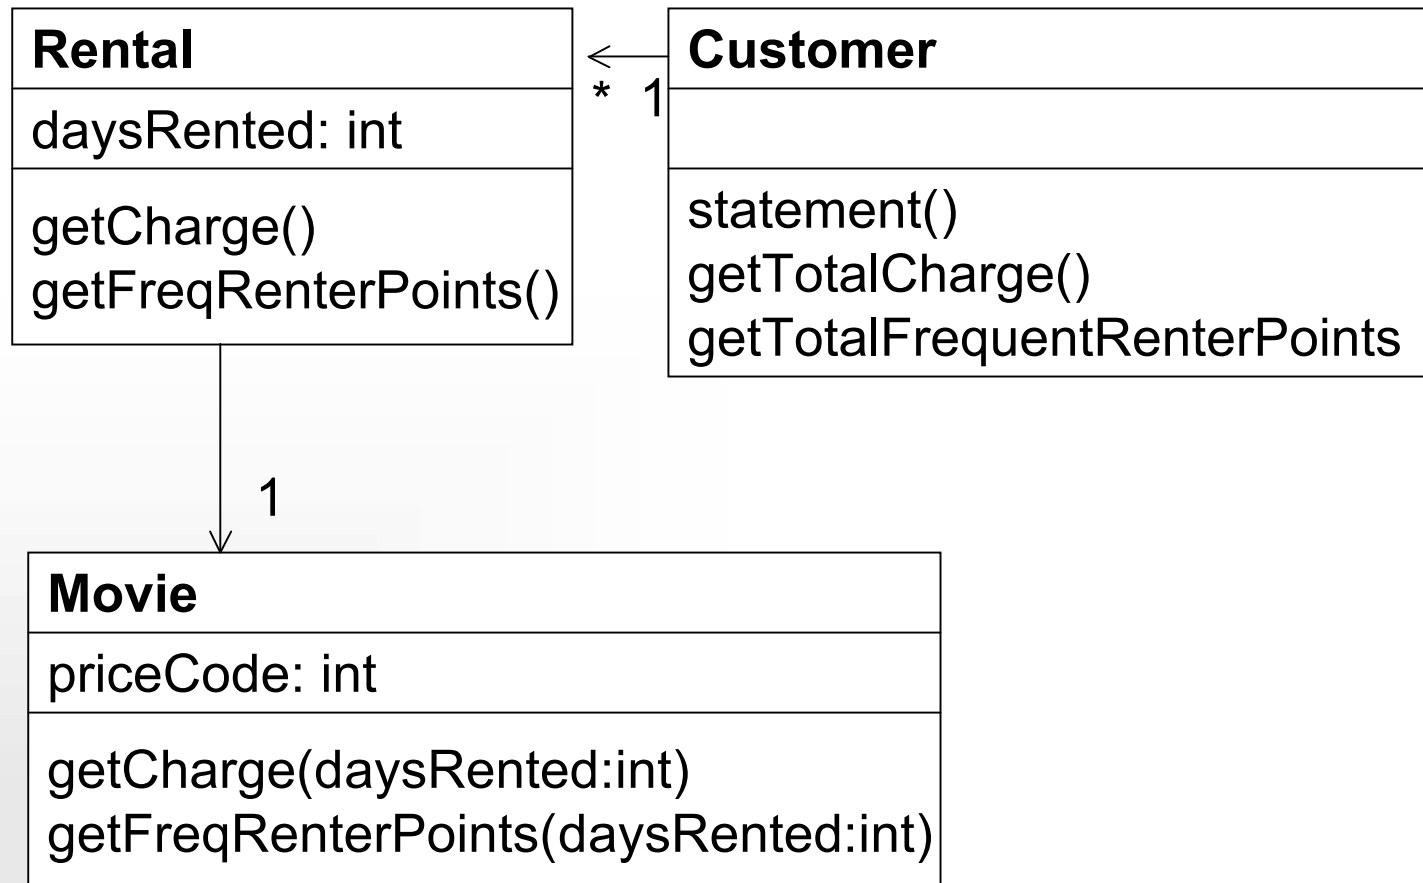 Rental
daysRented: int
getCharge()
getFreqRenterPoints()
* 1
Customer
statement()
getTotalCharge()
getTotalFrequentRenterPoints
1
Movie
priceCode: int
getCharge(daysRented:int)
getFreqRenterPoints(daysRented:int)